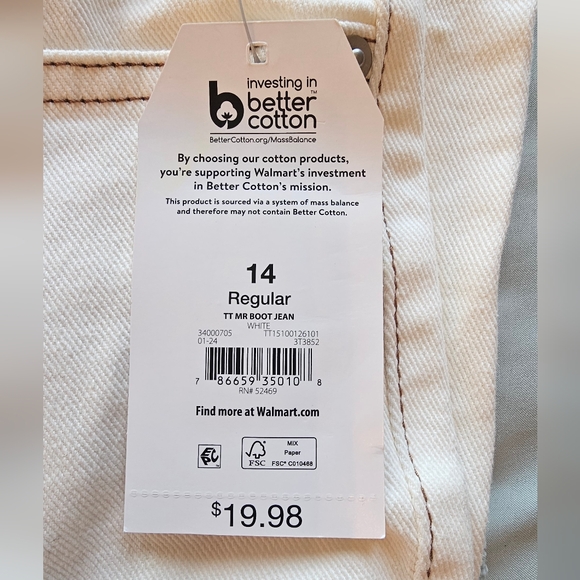 investing in
better™
cotton
BetterCotton.org/MassBalance
By choosing our cotton products,
you're supporting Walmart's investment
in Better Cotton's mission.
This product is sourced via a system of mass balance
and therefore may not contain Better Cotton.
14
Regular
TT MR BOOT JEAN
WHITE
34000705 TT15100126101
01-24 3T3852
7 86659 35010 8
RN# 52469
Find more at Walmart.com
FSC
MIX
Paper
FSC® C010468
$19.98